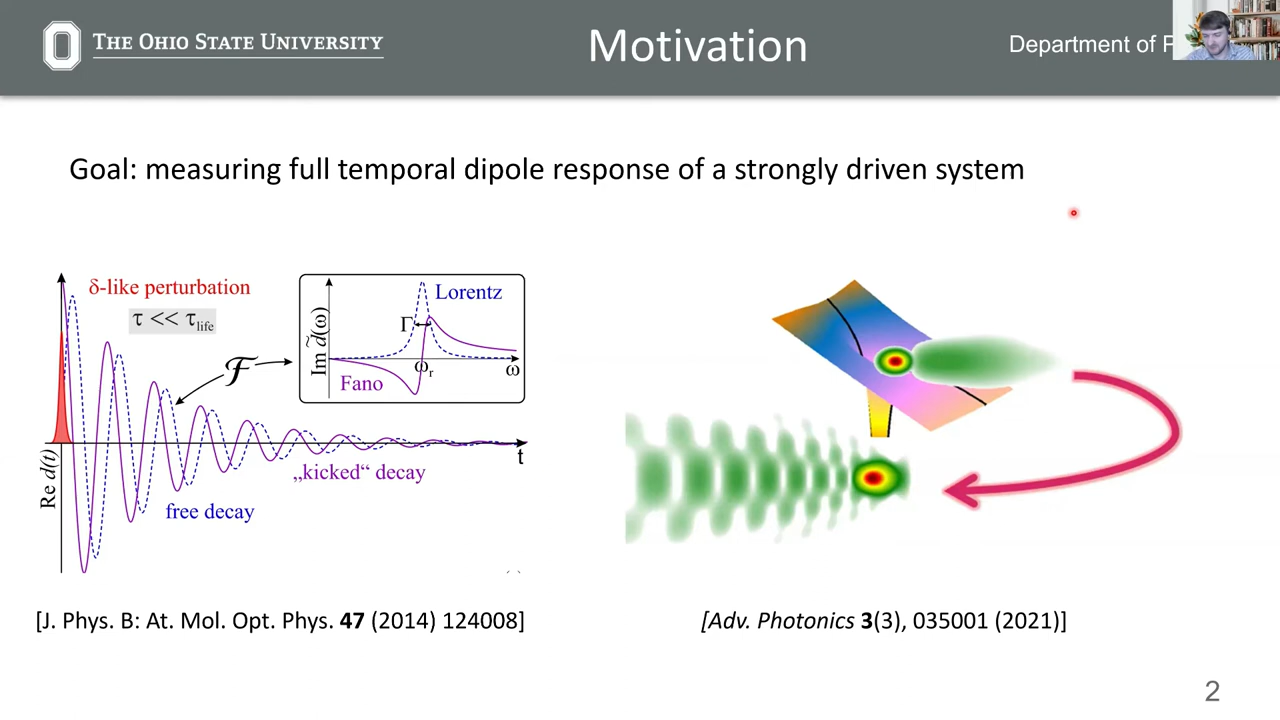 THE OHIO STATE UNIVERSITY
Motivation
Department of P
Goal: measuring full temporal dipole response of a strongly driven system
δ-like perturbation
τ << τlife
F
Lorentz
Γ
Im d̃(ω)
ωr
ω
Fano
t
Re d(t)
„kicked“ decay
free decay
[J. Phys. B: At. Mol. Opt. Phys. 47 (2014) 124008]
[Adv. Photonics 3(3), 035001 (2021)]
2